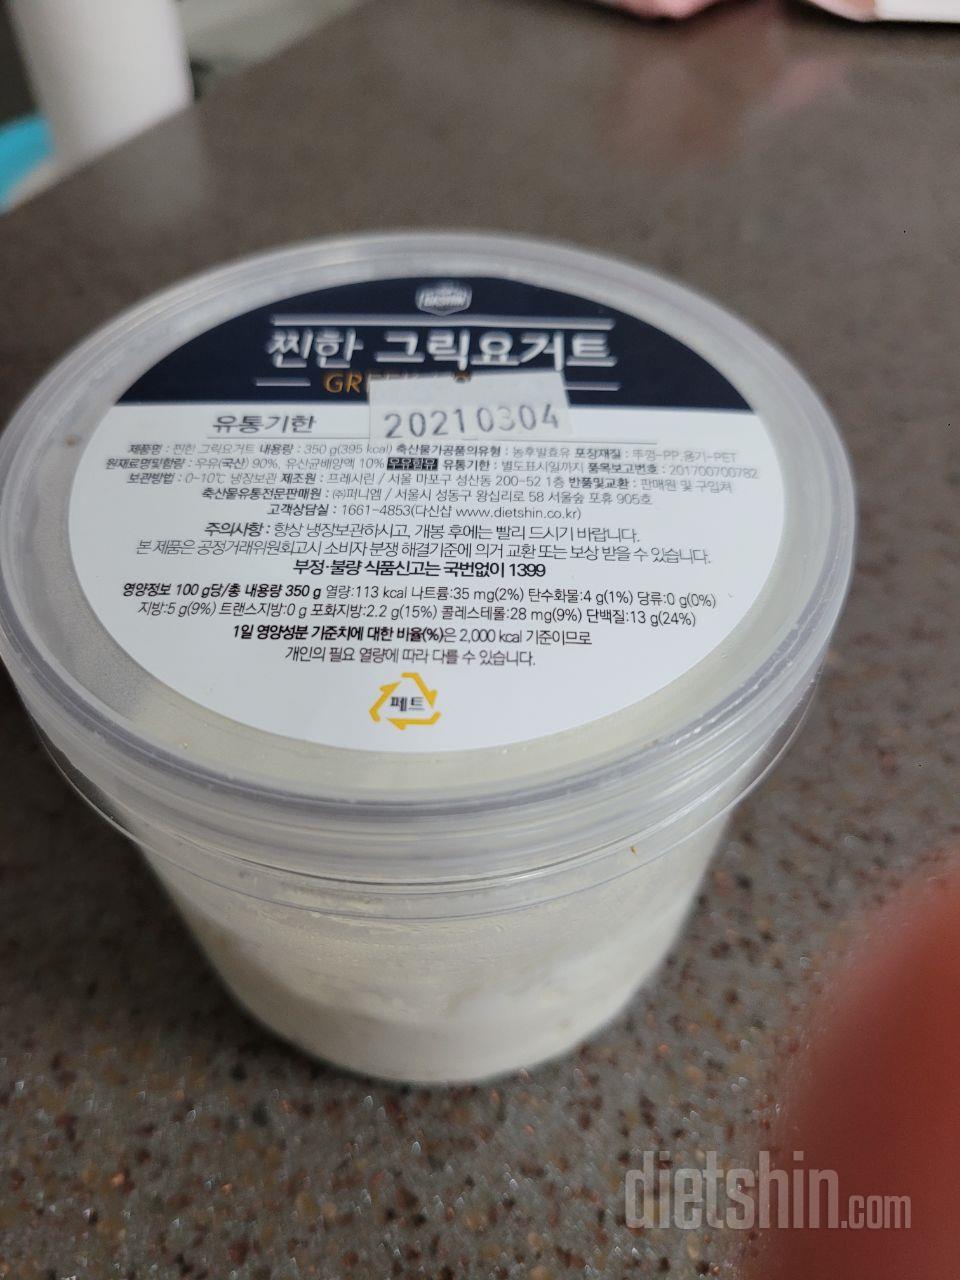 DIETSHIN
찐한 그릭요거트
GR
유통기한 20210304
제품명 : 찐한 그릭요거트 내용량 : 350 g(395 kcal) 축산물가공품의유형 : 농후발효유 포장재질 : 뚜껑-PP,용기-PET
원재료명및함량 : 우유(국산) 90%, 유산균배양액 10% 우유함유 유통기한 : 별도표시일까지 품목보고번호 : 201700700782
보관방법 : 0~10℃ 냉장보관 제조원 : 프레시린 / 서울 마포구 성산동 200-52 1층 반품및교환 : 판매원 및 구입처
축산물유통전문판매원 : ㈜퍼니엠 / 서울시 성동구 왕십리로 58 서울숲 포휴 905호
고객상담실 : 1661-4853(다신샵 www.dietshin.co.kr)
주의사항 : 항상 냉장보관하시고, 개봉 후에는 빨리 드시기 바랍니다.
본 제품은 공정거래위원회고시 소비자 분쟁 해결기준에 의거 교환 또는 보상 받을 수 있습니다.
부정·불량 식품신고는 국번없이 1399
영양정보 100 g당/총 내용량 350 g 열량:113 kcal 나트륨:35 mg(2%) 탄수화물:4 g(1%) 당류:0 g(0%)
지방:5 g(9%) 트랜스지방:0 g 포화지방:2.2 g(15%) 콜레스테롤:28 mg(9%) 단백질:13 g(24%)
1일 영양성분 기준치에 대한 비율(%)은 2,000 kcal 기준이므로
개인의 필요 열량에 따라 다를 수 있습니다.
페트
dietshin.com